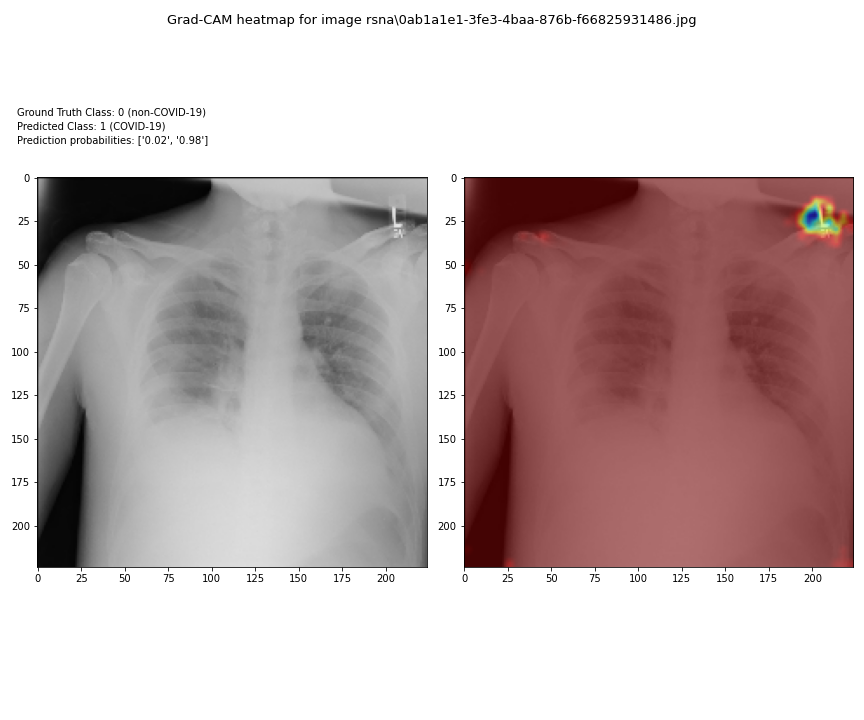 Grad-CAM heatmap for image rsna\0ab1a1e1-3fe3-4baa-876b-f66825931486.jpg
Ground Truth Class: 0 (non-COVID-19)
Predicted Class: 1 (COVID-19)
Prediction probabilities: ['0.02', '0.98']
0
25
50
75
100
125
150
175
200
0 25 50 75 100 125 150 175 200
L
0
25
50
75
100
125
150
175
200
0 25 50 75 100 125 150 175 200
L